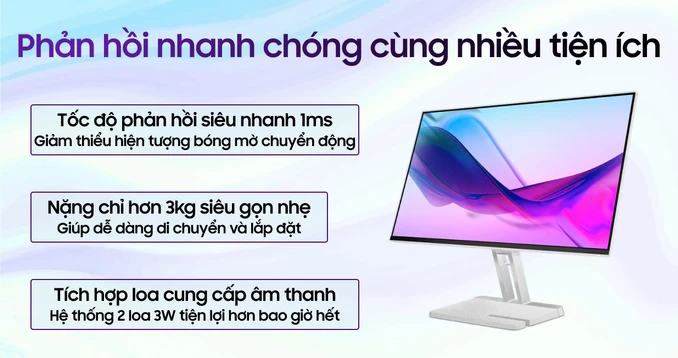 Phản hồi nhanh chóng cùng nhiều tiện ích
Tốc độ phản hồi siêu nhanh 1ms
Giảm thiểu hiện tượng bóng mờ chuyển động
Nặng chỉ hơn 3kg siêu gọn nhẹ
Giúp dễ dàng di chuyển và lắp đặt
Tích hợp loa cung cấp âm thanh
Hệ thống 2 loa 3W tiện lợi hơn bao giờ hết